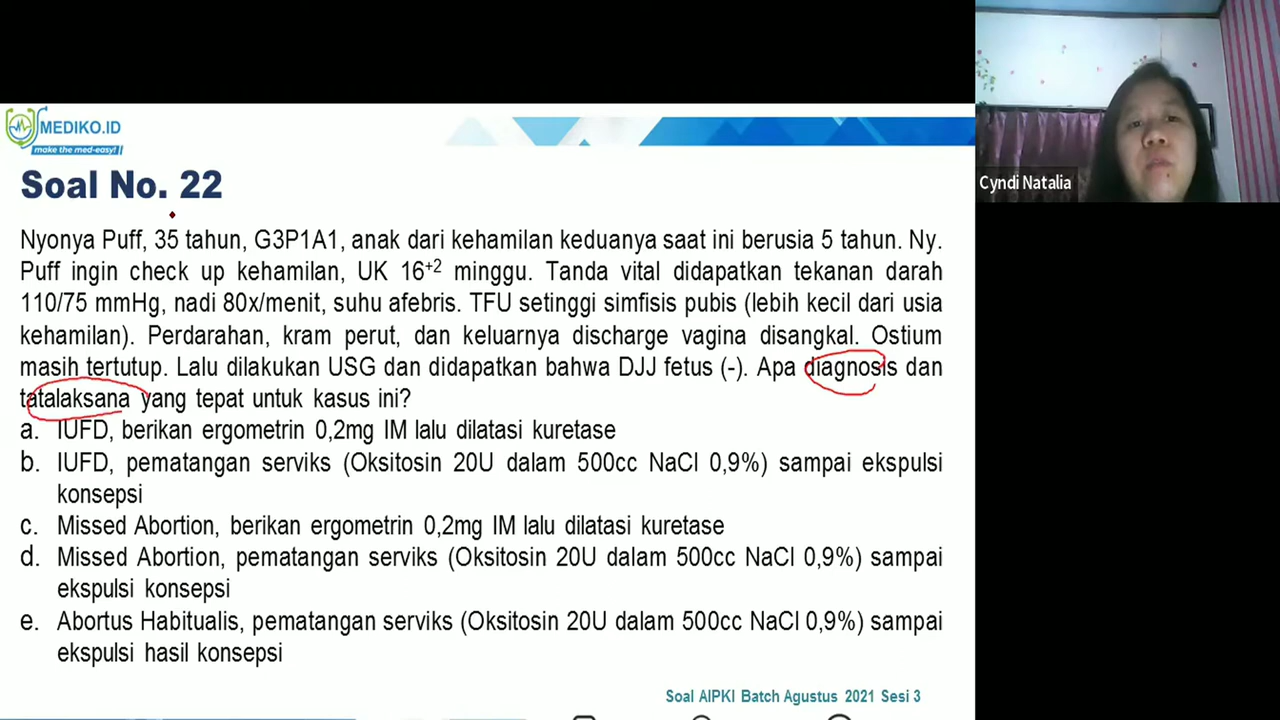 MEDIKO.ID
make the med-easy!
Soal No. 22
Nyonya Puff, 35 tahun, G3P1A1, anak dari kehamilan keduanya saat ini berusia 5 tahun. Ny.
Puff ingin check up kehamilan, UK 16⁺² minggu. Tanda vital didapatkan tekanan darah
110/75 mmHg, nadi 80x/menit, suhu afebris. TFU setinggi simfisis pubis (lebih kecil dari usia
kehamilan). Perdarahan, kram perut, dan keluarnya discharge vagina disangkal. Ostium
masih tertutup. Lalu dilakukan USG dan didapatkan bahwa DJJ fetus (-). Apa diagnosis dan
tatalaksana yang tepat untuk kasus ini?
a. IUFD, berikan ergometrin 0,2mg IM lalu dilatasi kuretase
b. IUFD, pematangan serviks (Oksitosin 20U dalam 500cc NaCl 0,9%) sampai ekspulsi
konsepsi
c. Missed Abortion, berikan ergometrin 0,2mg IM lalu dilatasi kuretase
d. Missed Abortion, pematangan serviks (Oksitosin 20U dalam 500cc NaCl 0,9%) sampai
ekspulsi konsepsi
e. Abortus Habitualis, pematangan serviks (Oksitosin 20U dalam 500cc NaCl 0,9%) sampai
ekspulsi hasil konsepsi
Soal AIPKI Batch Agustus 2021 Sesi 3
Cyndi Natalia